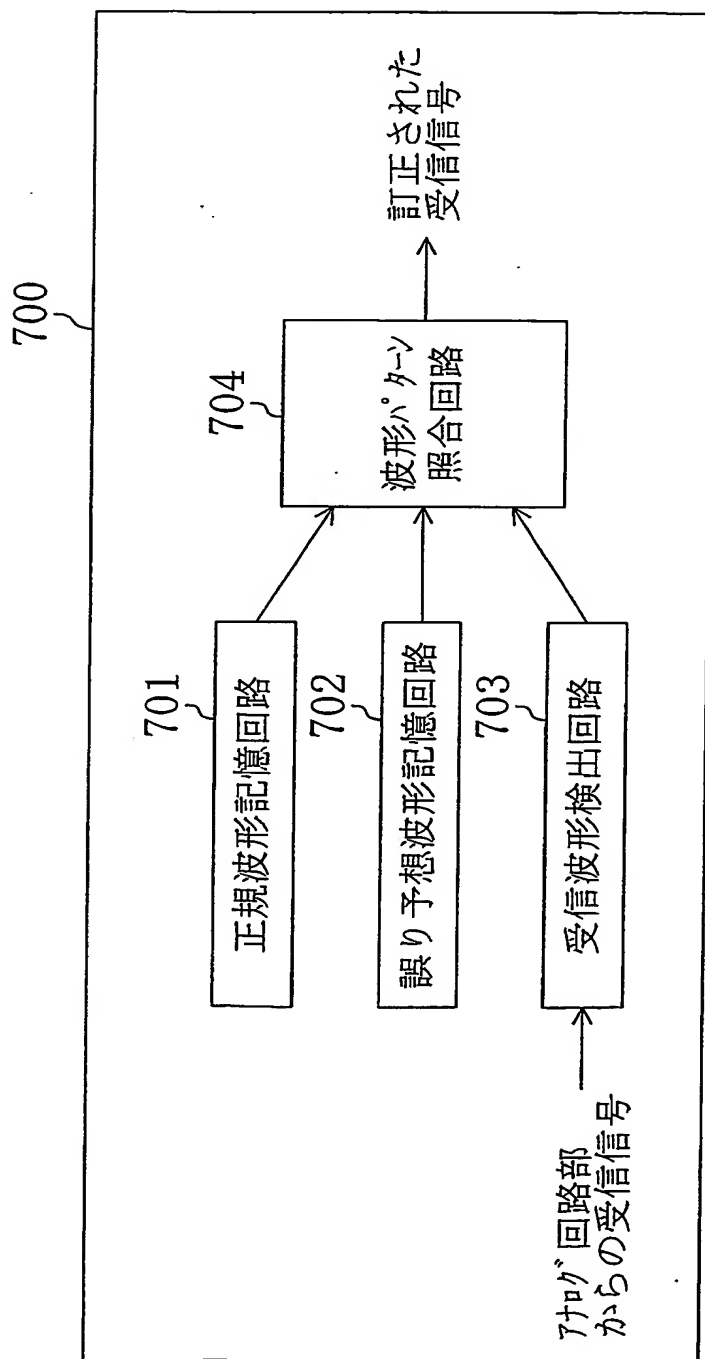 700
701
正規波形記憶回路
702
誤り予想波形記憶回路
703
受信波形検出回路
アナログ回路部
からの受信信号
704
波形パターン
照合回路
訂正された
受信信号